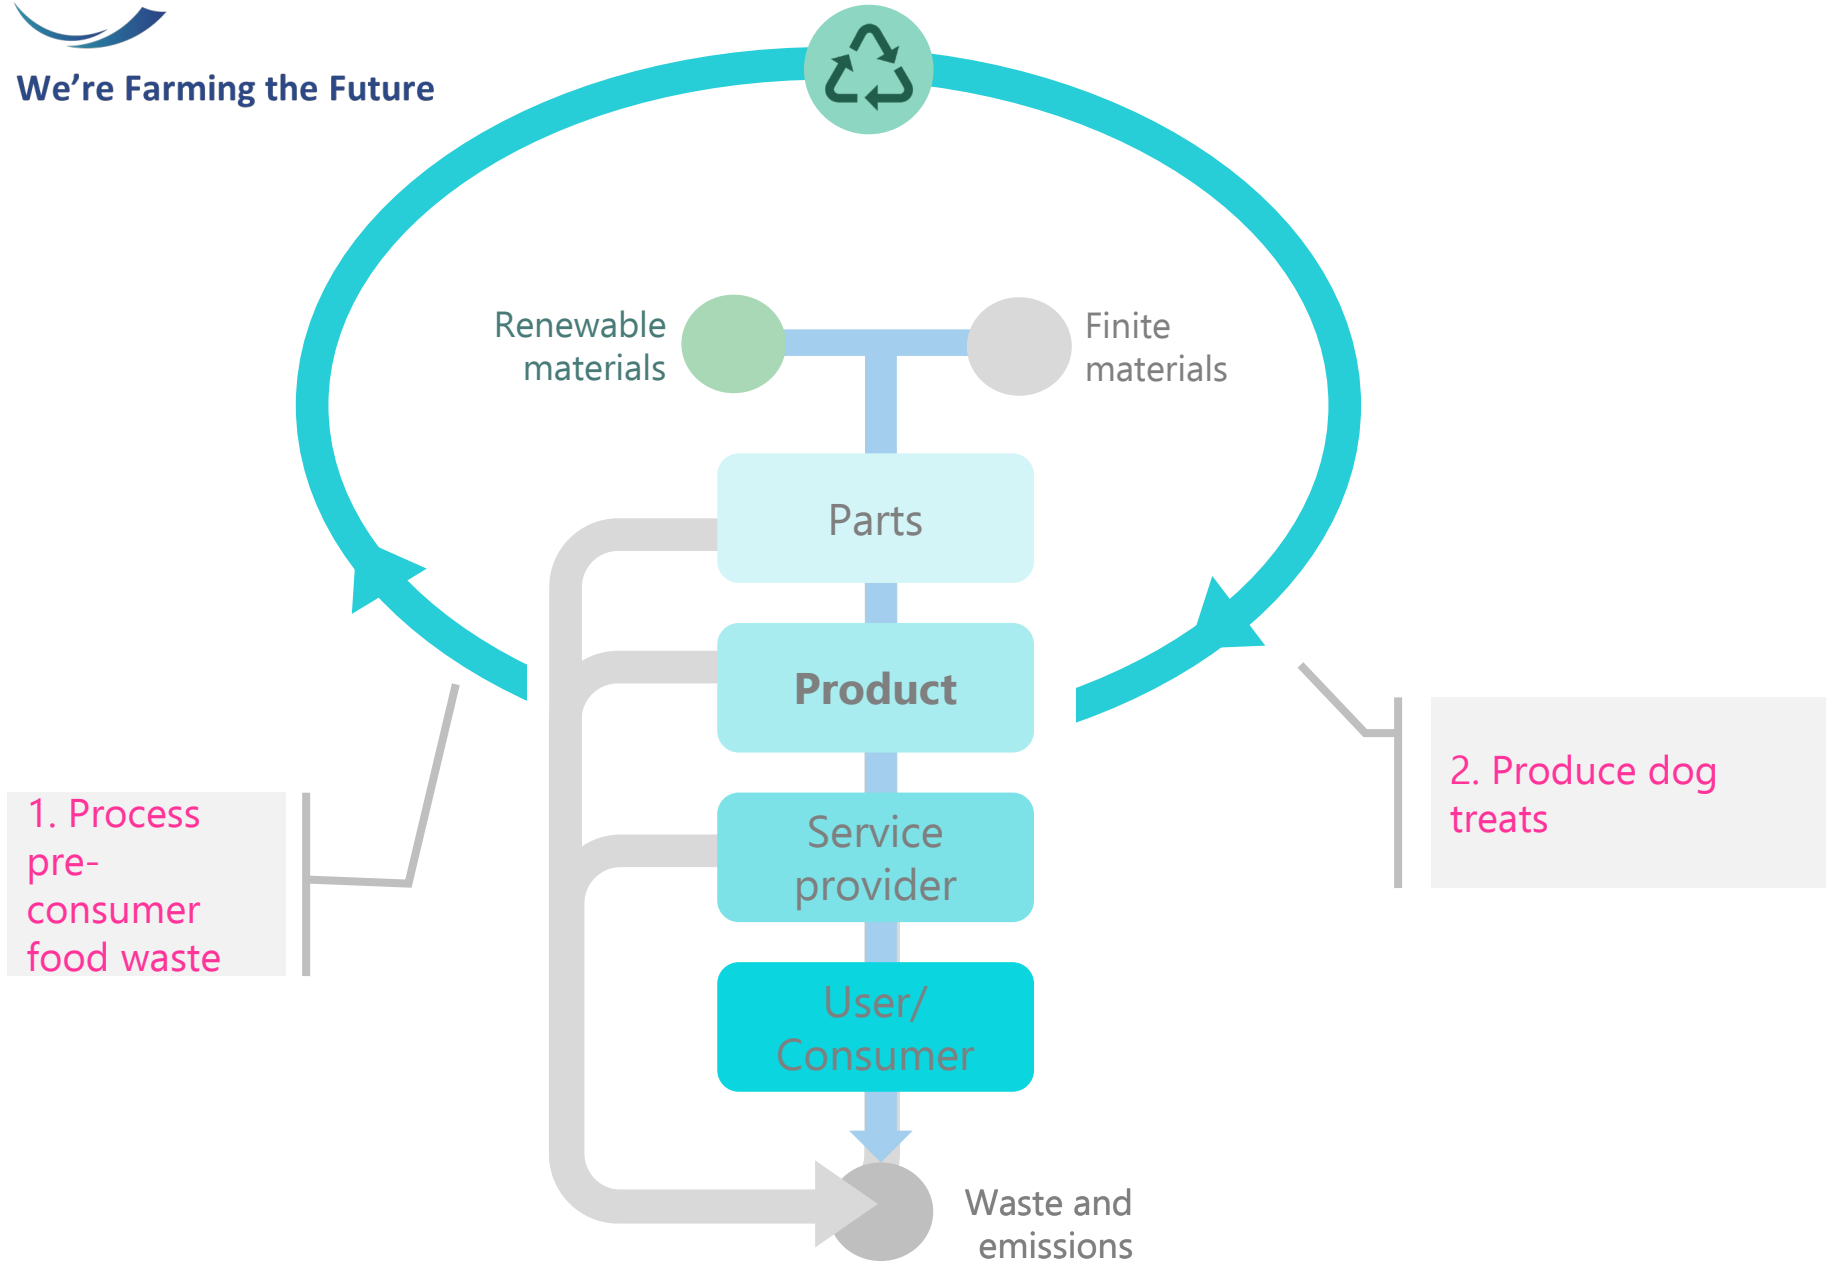 We're Farming the Future
Renewable
materials
Finite
materials
Parts
Product
Service
provider
User/
Consumer
Waste and
emissions
1. Process
pre-
consumer
food waste
2. Produce dog
treats